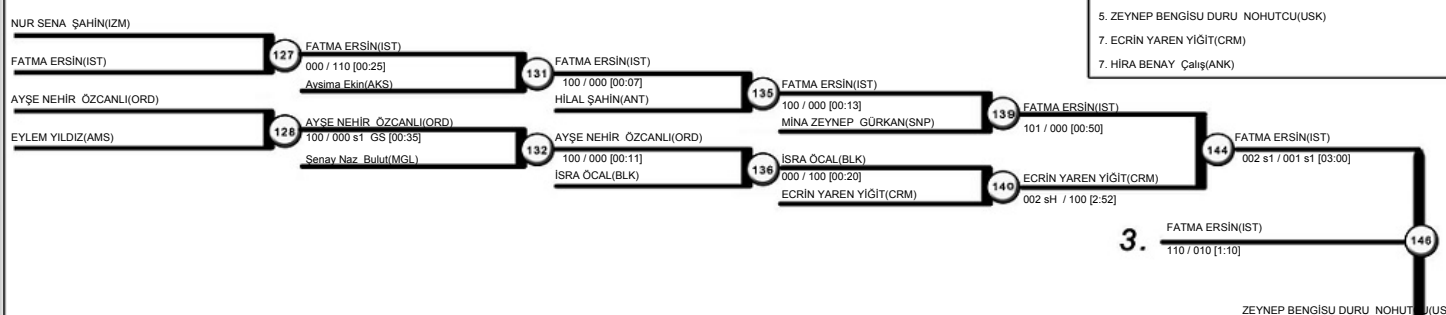 5. ZEYNEP BENGİSU DURU NOHUTCU(USK)
7. ECRİN YAREN YİĞİT(CRM)
7. HİRA BENAY Çalış(ANK)
NUR SENA ŞAHİN(IZM)
FATMA ERSİN(IST)
127
FATMA ERSİN(IST)
000 / 110 [00:25]
Aysima Ekin(AKS)
131
FATMA ERSİN(IST)
100 / 000 [00:07]
HİLAL ŞAHİN(ANT)
135
FATMA ERSİN(IST)
100 / 000 [00:13]
MİNA ZEYNEP GÜRKAN(SNP)
139
FATMA ERSİN(IST)
101 / 000 [00:50]
AYŞE NEHİR ÖZCANLI(ORD)
EYLEM YILDIZ(AMS)
128
AYŞE NEHİR ÖZCANLI(ORD)
100 / 000 s1 GS [00:35]
Şenay Naz Bulut(MGL)
132
AYŞE NEHİR ÖZCANLI(ORD)
100 / 000 [00:11]
İSRA ÖCAL(BLK)
136
İSRA ÖCAL(BLK)
000 / 100 [00:20]
ECRİN YAREN YİĞİT(CRM)
140
ECRİN YAREN YİĞİT(CRM)
002 sH / 100 [2:52]
144
FATMA ERSİN(IST)
002 s1 / 001 s1 [03:00]
3.
FATMA ERSİN(IST)
110 / 010 [1:10]
146
ZEYNEP BENGİSU DURU